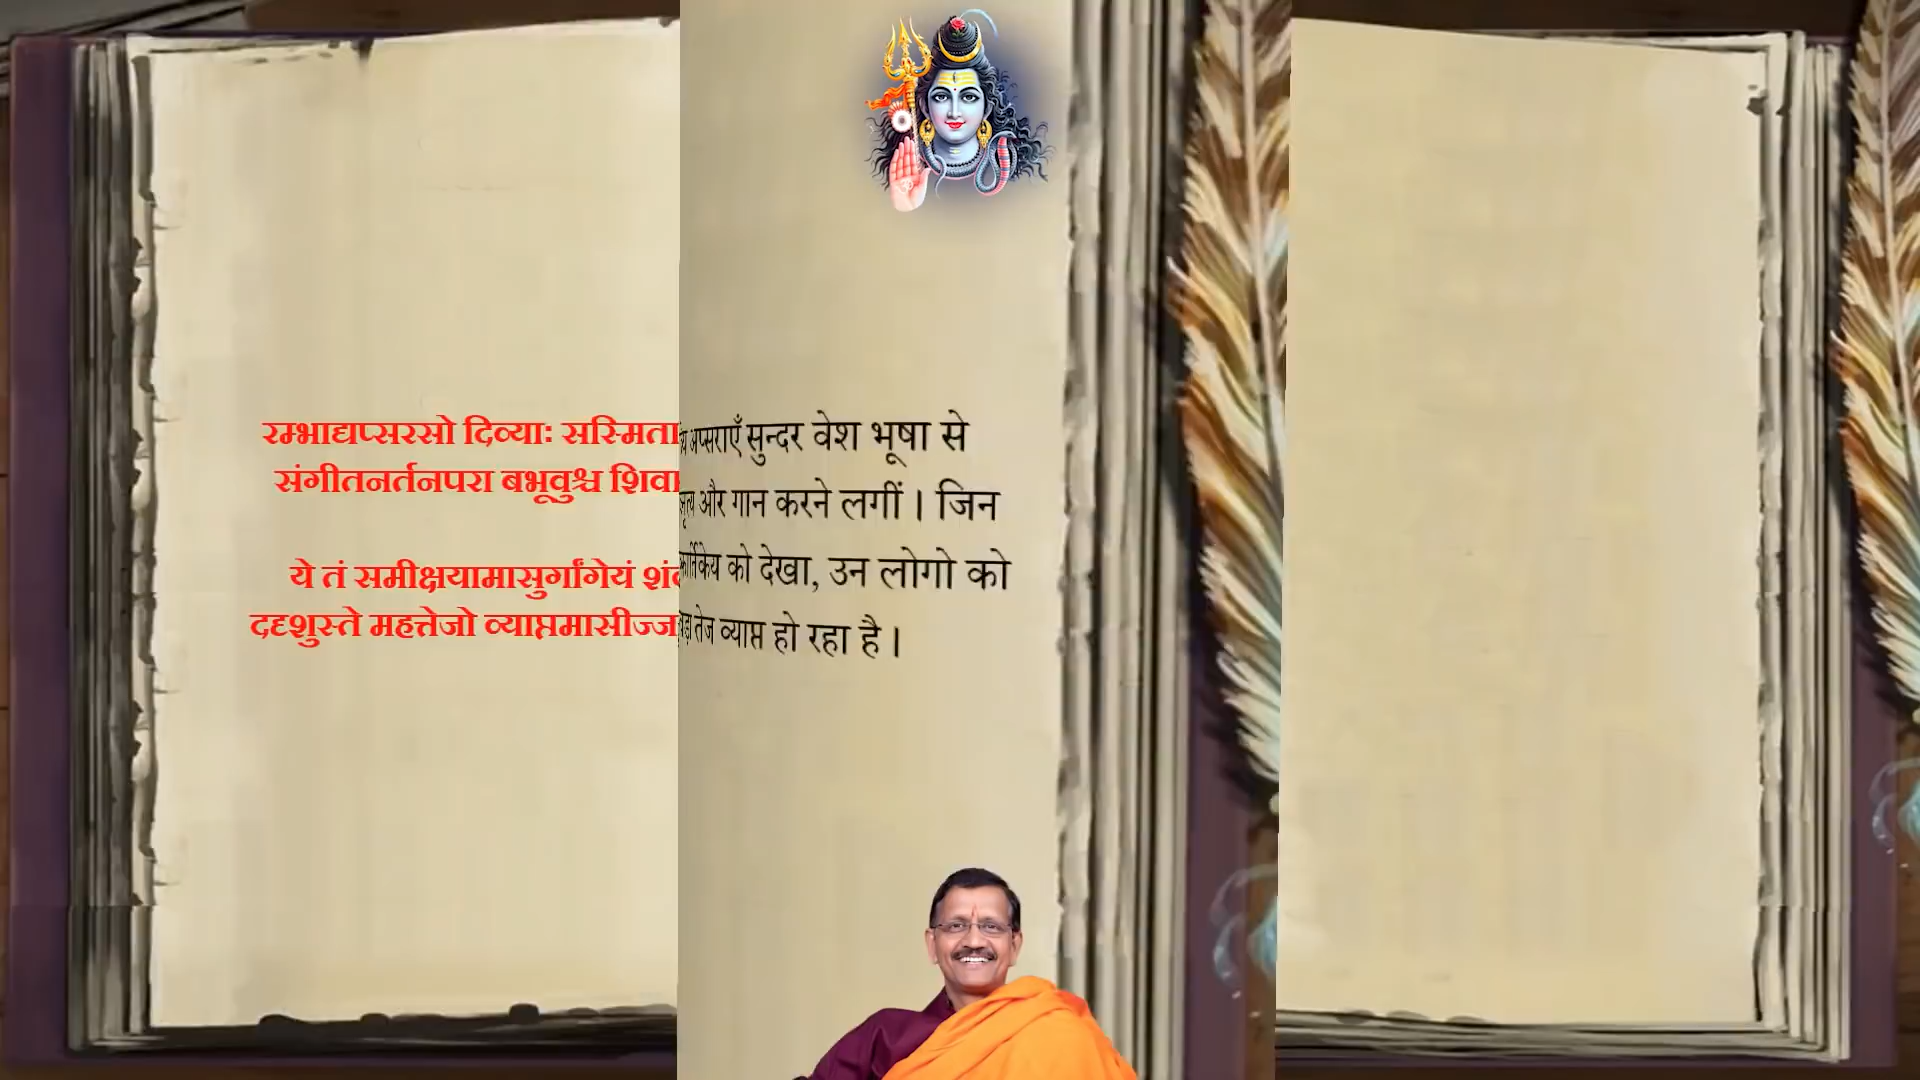 रम्भाद्यप्सरसो दिव्याः सस्मिता
संगीतनर्तनपरा बभूवुश्च शिवा
ये तं समीक्षयामासुर्गांगेयं
ददृशुस्ते महत्तेजो व्याप्तमासीज्ज
अप्सराएँ सुन्दर वेश भूषा से
नृत्य और गान करने लगीं । जिन
कार्तिकेय को देखा, उन लोगो को
तेज व्याप्त हो रहा है ।